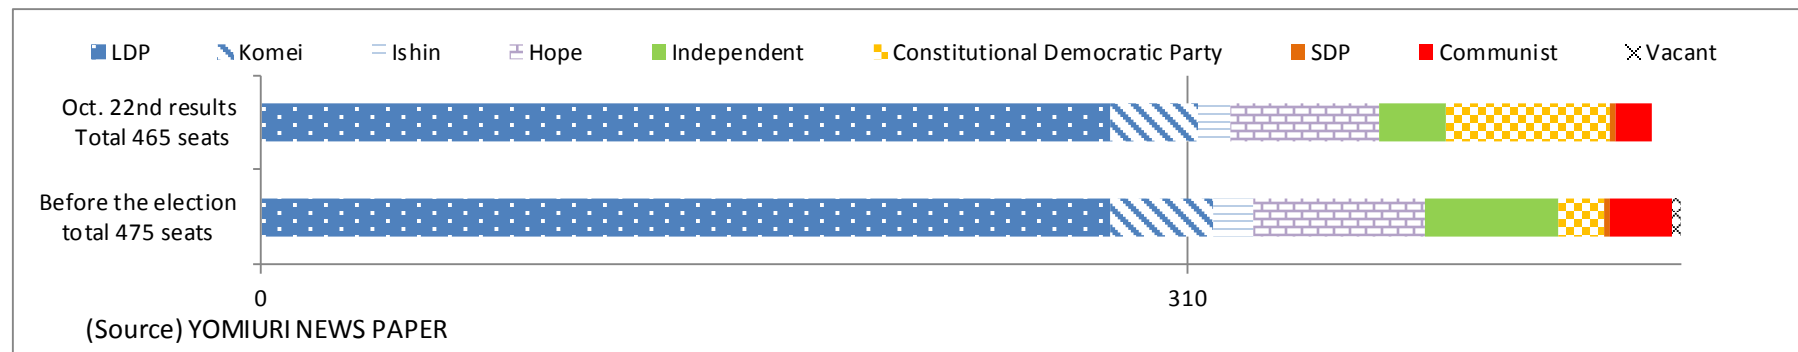 LDP Komei Ishin Hope Independent Constitutional Democratic Party SDP Communist Vacant
Oct. 22nd results
Total 465 seats
Before the election
total 475 seats
0 310
(Source) YOMIURI NEWS PAPER